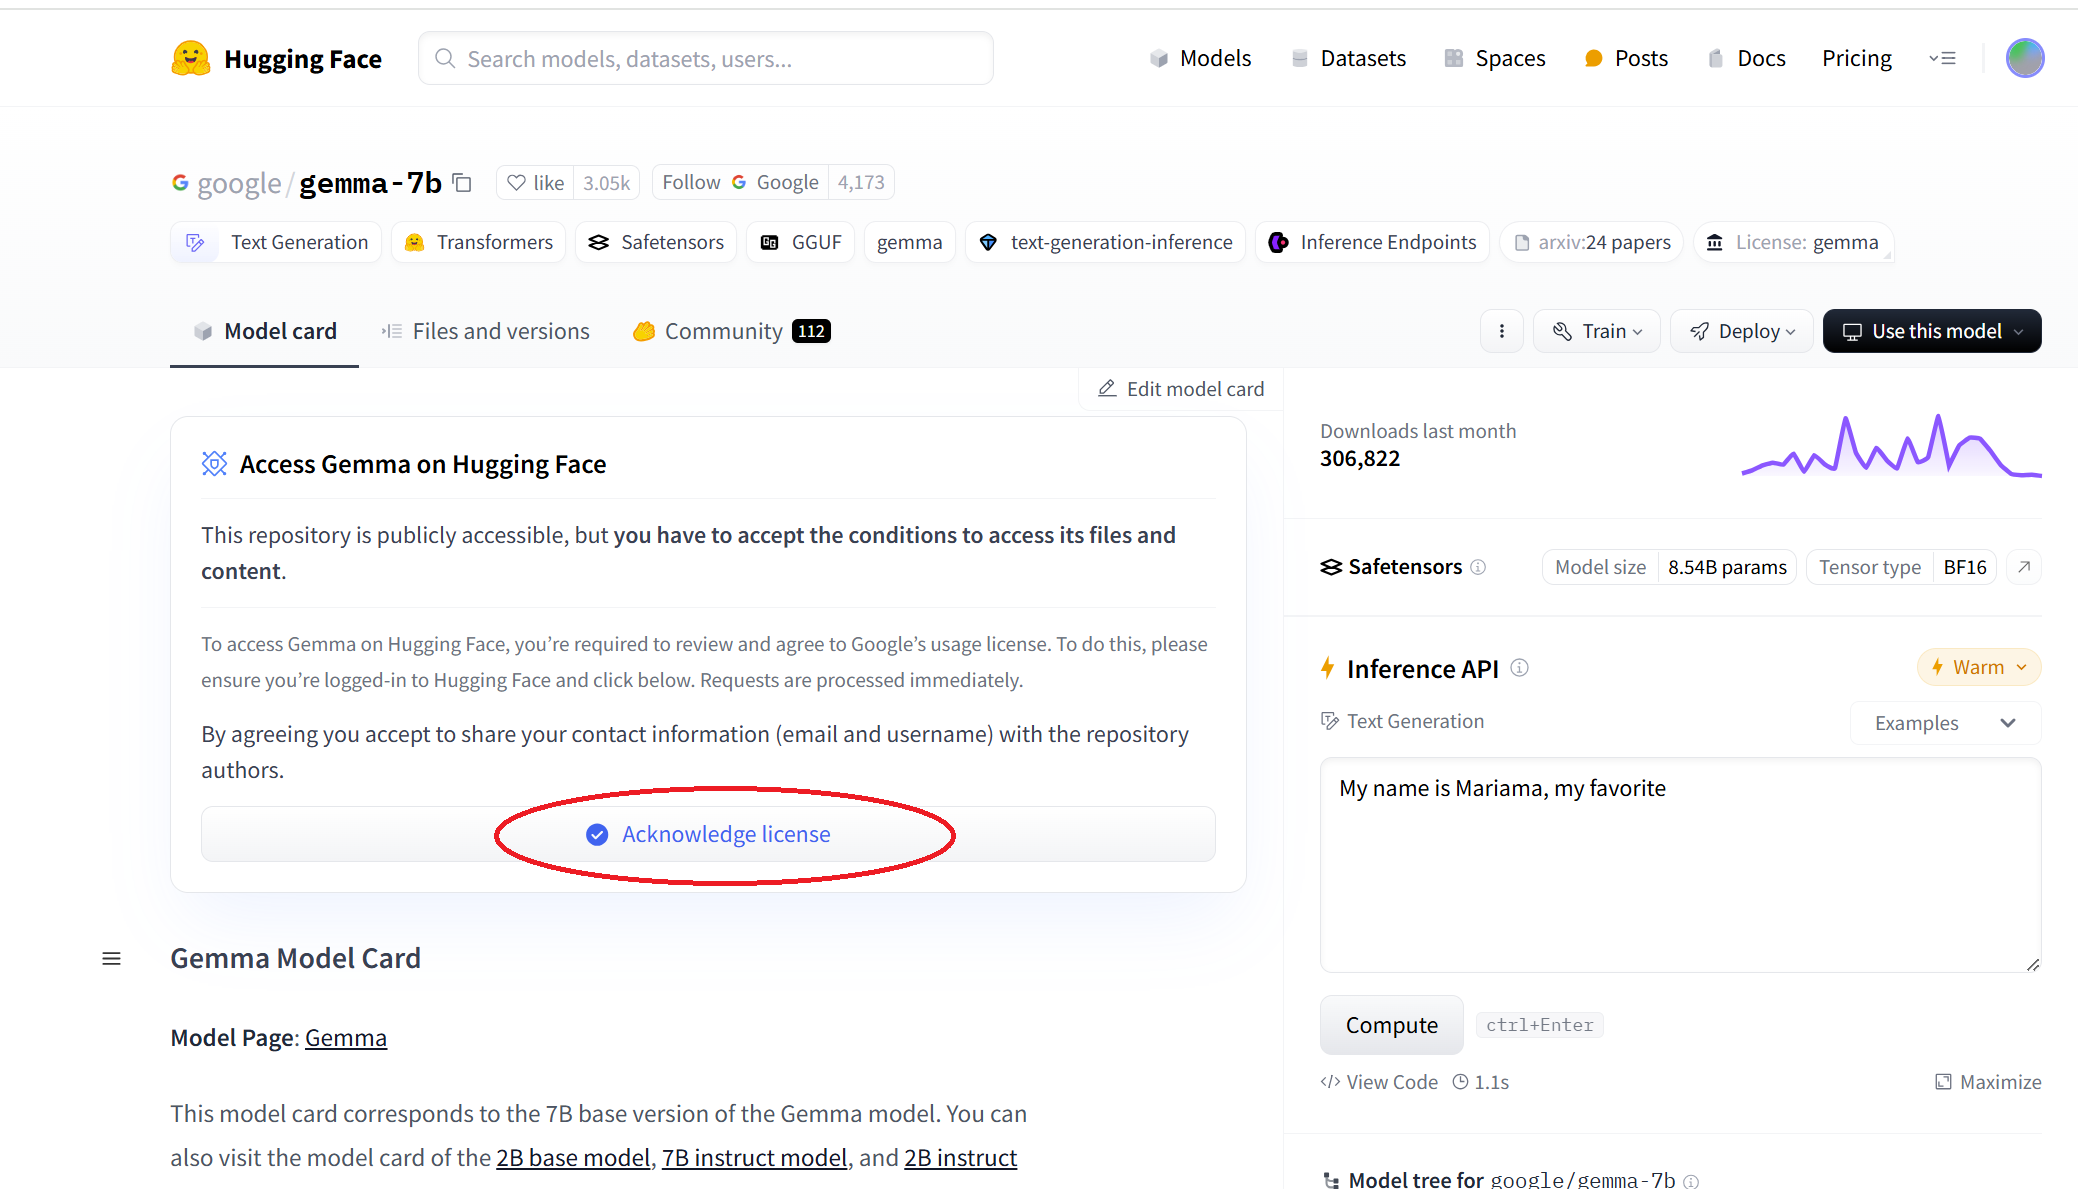 Hugging Face
Search models, datasets, users...
Models
Datasets
Spaces
Posts
Docs
Pricing
google/gemma-7b
like 3.05k
Follow Google 4,173
Text Generation
Transformers
Safetensors
GGUF
gemma
text-generation-inference
Inference Endpoints
arxiv:24 papers
License: gemma
Model card
Files and versions
Community 112
Train
Deploy
Use this model
Edit model card
Access Gemma on Hugging Face
This repository is publicly accessible, but you have to accept the conditions to access its files and
content.
To access Gemma on Hugging Face, you’re required to review and agree to Google’s usage license. To do this, please
ensure you’re logged-in to Hugging Face and click below. Requests are processed immediately.
By agreeing you accept to share your contact information (email and username) with the repository
authors.
Acknowledge license
Gemma Model Card
Model Page: Gemma
This model card corresponds to the 7B base version of the Gemma model. You can
also visit the model card of the 2B base model, 7B instruct model, and 2B instruct
Downloads last month
306,822
Safetensors
Model size 8.54B params
Tensor type BF16
Inference API
Warm
Text Generation
Examples
My name is Mariama, my favorite
Compute
ctrl+Enter
View Code
1.1s
Maximize
Model tree for google/gemma-7b